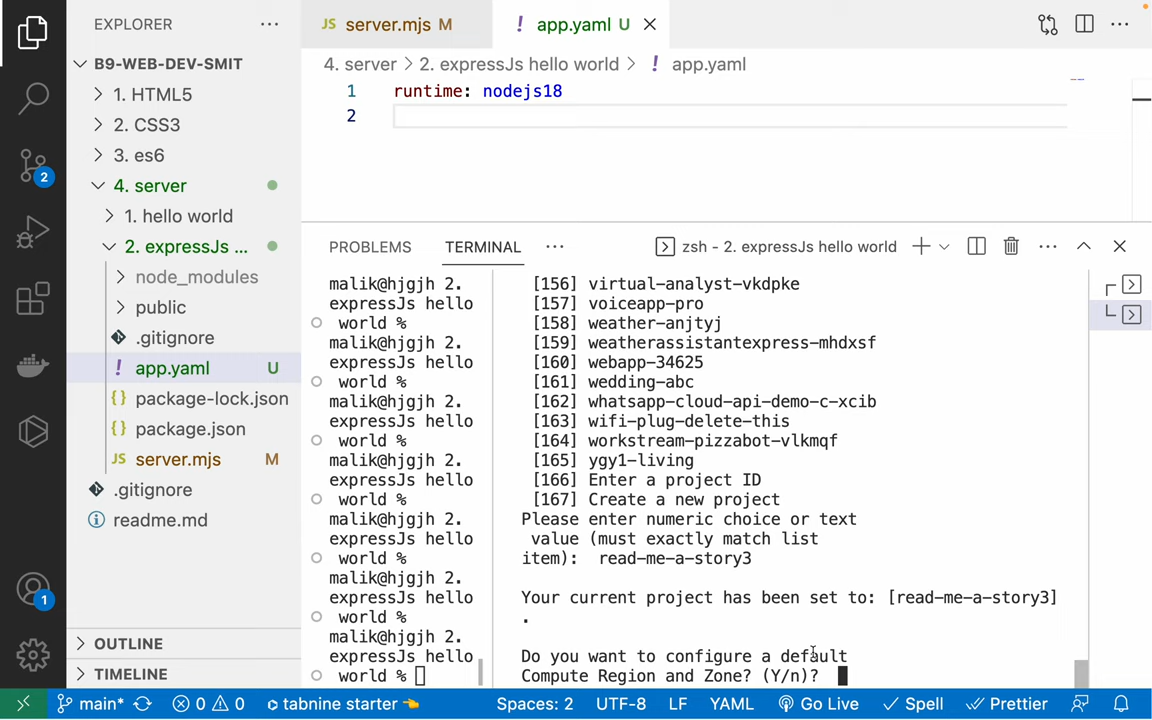 EXPLORER
B9-WEB-DEV-SMIT
1. HTML5
2. CSS3
3. es6
4. server
1. hello world
2. expressJs ...
node_modules
public
.gitignore
! app.yaml U
{} package-lock.json
{} package.json
JS server.mjs M
.gitignore
readme.md
OUTLINE
TIMELINE
2
1
JS server.mjs M
! app.yaml U
4. server > 2. expressJs hello world > ! app.yaml
1 runtime: nodejs18
2
PROBLEMS TERMINAL ... zsh - 2. expressJs hello world
malik@hjgjh 2.
expressJs hello
world %
malik@hjgjh 2.
expressJs hello
world %
malik@hjgjh 2.
expressJs hello
world %
malik@hjgjh 2.
expressJs hello
world %
malik@hjgjh 2.
expressJs hello
world %
malik@hjgjh 2.
expressJs hello
world %
malik@hjgjh 2.
expressJs hello
world %
[156] virtual-analyst-vkdpke
[157] voiceapp-pro
[158] weather-anjtyj
[159] weatherassistantexpress-mhdxsf
[160] webapp-34625
[161] wedding-abc
[162] whatsapp-cloud-api-demo-c-xcib
[163] wifi-plug-delete-this
[164] workstream-pizzabot-vlkmqf
[165] ygy1-living
[166] Enter a project ID
[167] Create a new project
Please enter numeric choice or text
value (must exactly match list
item):  read-me-a-story3
Your current project has been set to: [read-me-a-story3]
.
Do you want to configure a default
Compute Region and Zone? (Y/n)?
main* 0 0 tabnine starter Spaces: 2 UTF-8 LF YAML Go Live Spell Prettier